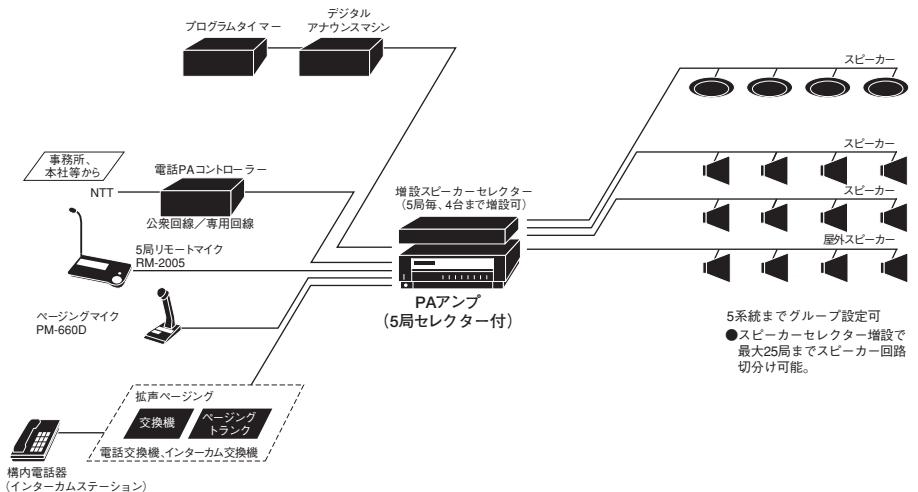 プログラムタイマー
デジタル
アナウンスマシン
スピーカー
事務所、
本社等から
NTT
電話PAコントローラー
公衆回線／専用回線
増設スピーカーセレクター
（5局毎、4台まで増設可）
スピーカー
スピーカー
屋外スピーカー
5局リモートマイク
RM-2005
ページングマイク
PM-660D
PAアンプ
（5局セレクター付）
5系統までグループ設定可
●スピーカーセレクター増設で
最大25局までスピーカー回路
切分け可能。
拡声ページング
交換機
ページング
トランク
電話交換機、インターカム交換機
構内電話器
（インターカムステーション）